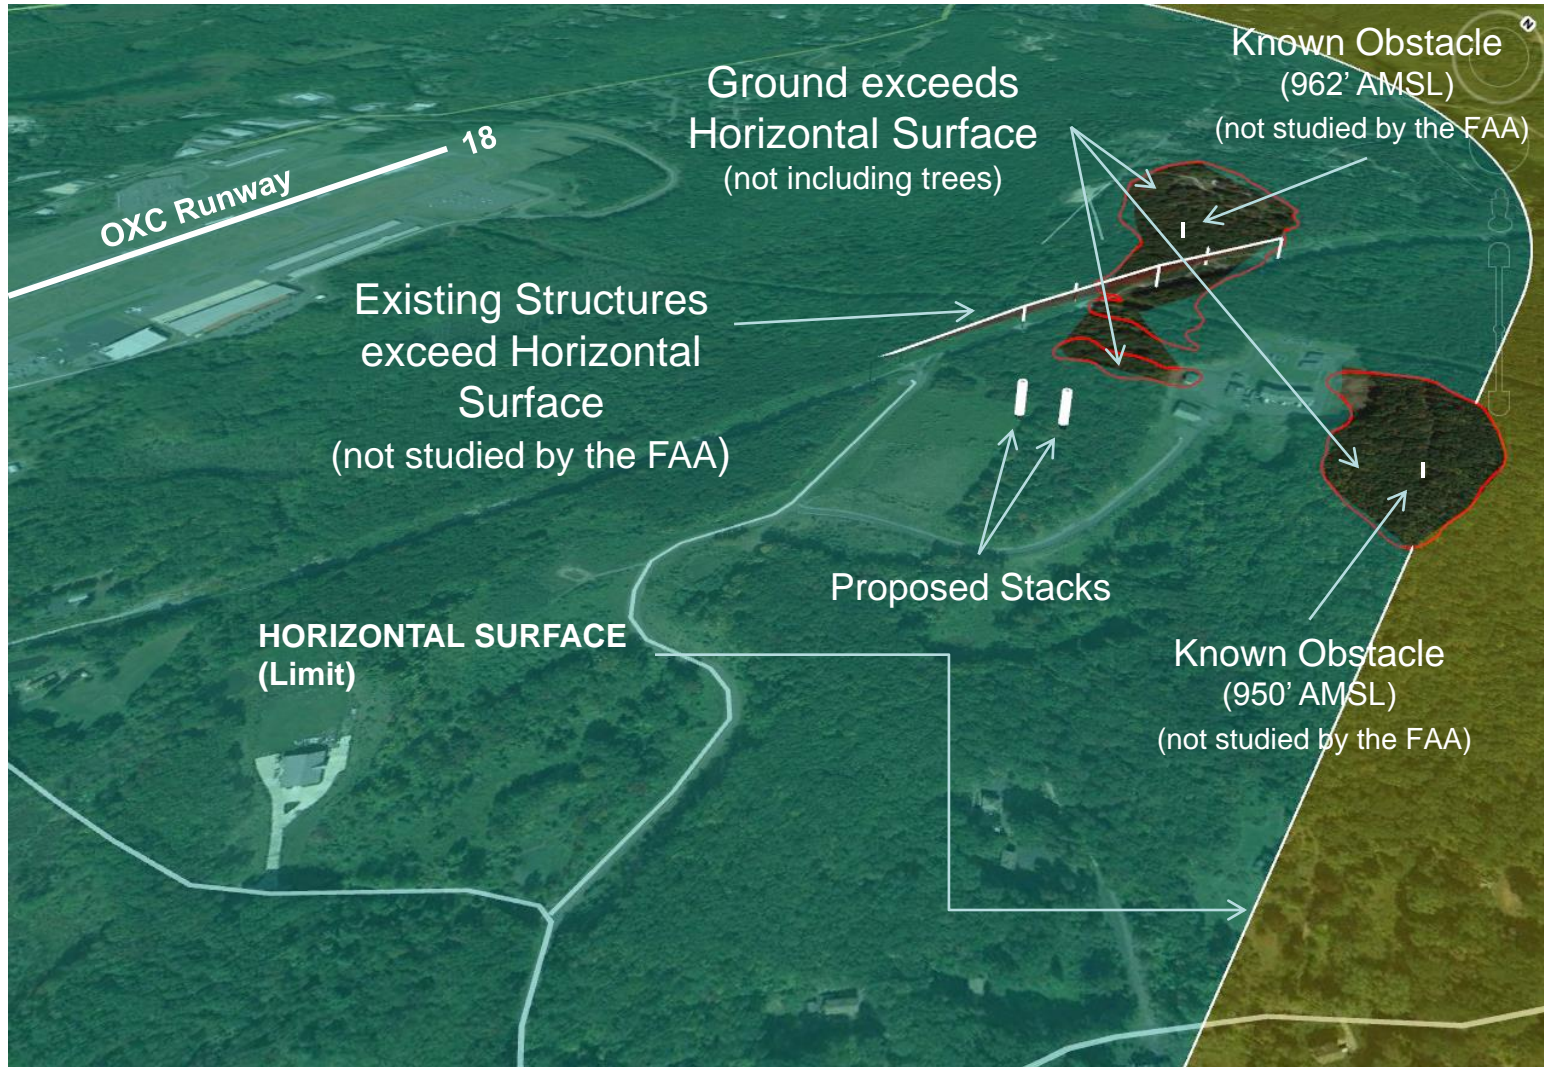 Known Obstacle
(962' AMSL)
(not studied by the FAA)
N
Ground exceeds
Horizontal Surface
(not including trees)
18
OXC Runway
Existing Structures
exceed Horizontal
Surface
(not studied by the FAA)
Proposed Stacks
HORIZONTAL SURFACE
(Limit)
Known Obstacle
(950' AMSL)
(not studied by the FAA)